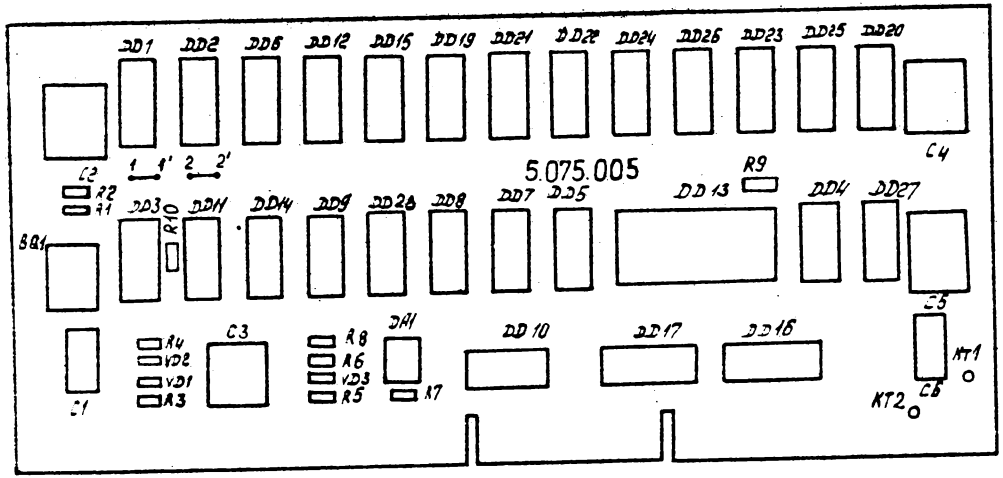 DD1 DD2 DD6 DD12 DD15 DD19 DD21 DD22 DD24 DD26 DD23 DD25 DD20
C2 1 1' 2 2' 5.075.005 R9 C4
R2
R1
BQ1 DD3 R10 DD11 DD14 DD9 DD28 DD8 DD7 DD5 DD13 DD4 DD27
C5
R4 C3 R8 DA1 DD10 DD17 DD16
VD2 R6
VD1 VD3 KT1
R3 R5 R7 C6
C1 KT2